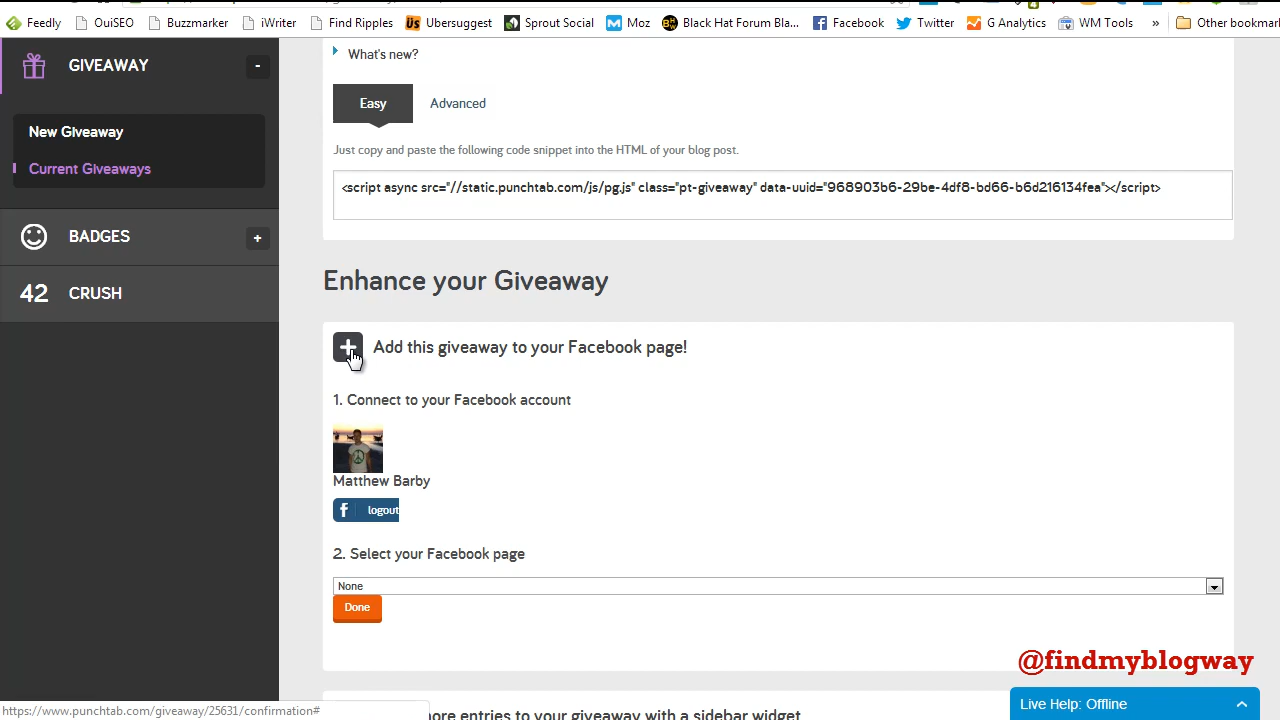 Feedly OuiSEO Buzzmarker iWriter Find Ripples Ubersuggest Sprout Social Moz Black Hat Forum Bla... Facebook Twitter G Analytics WM Tools » Other bookmar
GIVEAWAY -
New Giveaway
Current Giveaways
BADGES +
42 CRUSH
What's new?
Easy Advanced
Just copy and paste the following code snippet into the HTML of your blog post.
<script async src="//static.punchtab.com/js/pg.js" class="pt-giveaway" data-uuid="968903b6-29be-4df8-bd66-b6d216134fea"></script>
Enhance your Giveaway
Add this giveaway to your Facebook page!
1. Connect to your Facebook account
Matthew Barby
f logout
2. Select your Facebook page
None
Done
@findmyblogway
https://www.punchtab.com/giveaway/25631/confirmation#
Live Help: Offline
ore entries to your giveaway with a sidebar widget